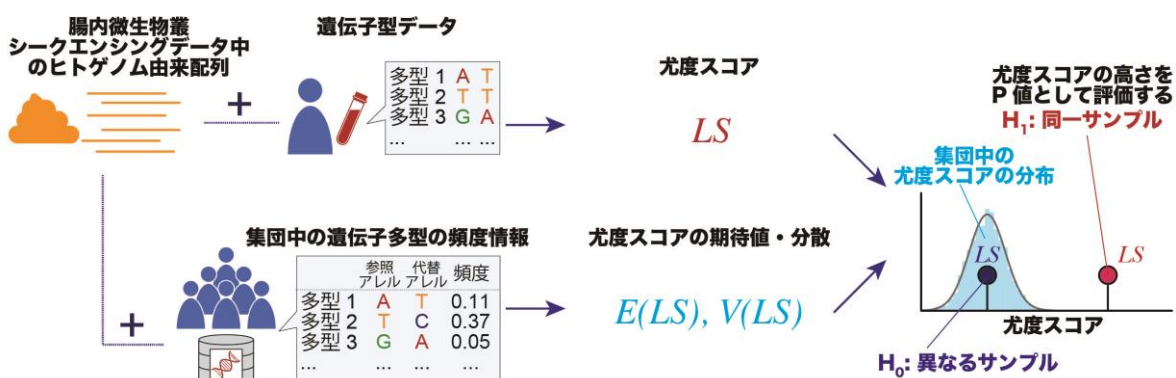 腸内微生物叢
シークエンシングデータ中
のヒトゲノム由来配列
+
遺伝子型データ
多型 1 A T
多型 2 T T
多型 3 G A
... ... ...
尤度スコア
LS
尤度スコアの高さを
P 値として評価する
H1: 同一サンプル
集団中の
尤度スコアの分布
LS
LS
尤度スコア
H0: 異なるサンプル
+
集団中の遺伝子多型の頻度情報
参照 代替 頻度
アレル アレル
多型 1 A T 0.11
多型 2 T C 0.37
多型 3 G A 0.05
... ... ... ...
尤度スコアの期待値・分散
E(LS), V(LS)